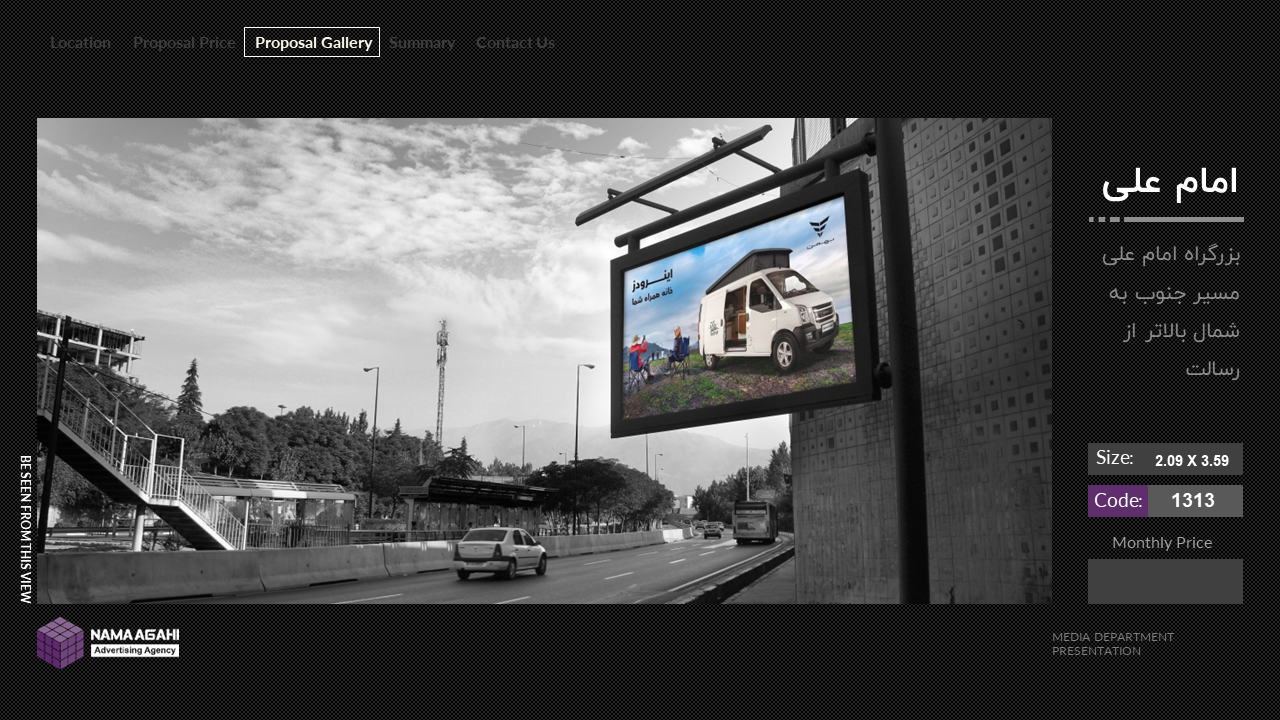 Location
Proposal Price
Proposal Gallery
Summary
Contact Us
بهمن
اینـرودز
خانه همراه شما
امام علی
بزرگراه امام علی
مسیر جنوب به
شمال بالاتر از
رسالت
Size: 2.09 X 3.59
Code: 1313
Monthly Price
BE SEEN FROM THIS VIEW
NAMA AGAHI
Advertising Agency
MEDIA DEPARTMENT
PRESENTATION